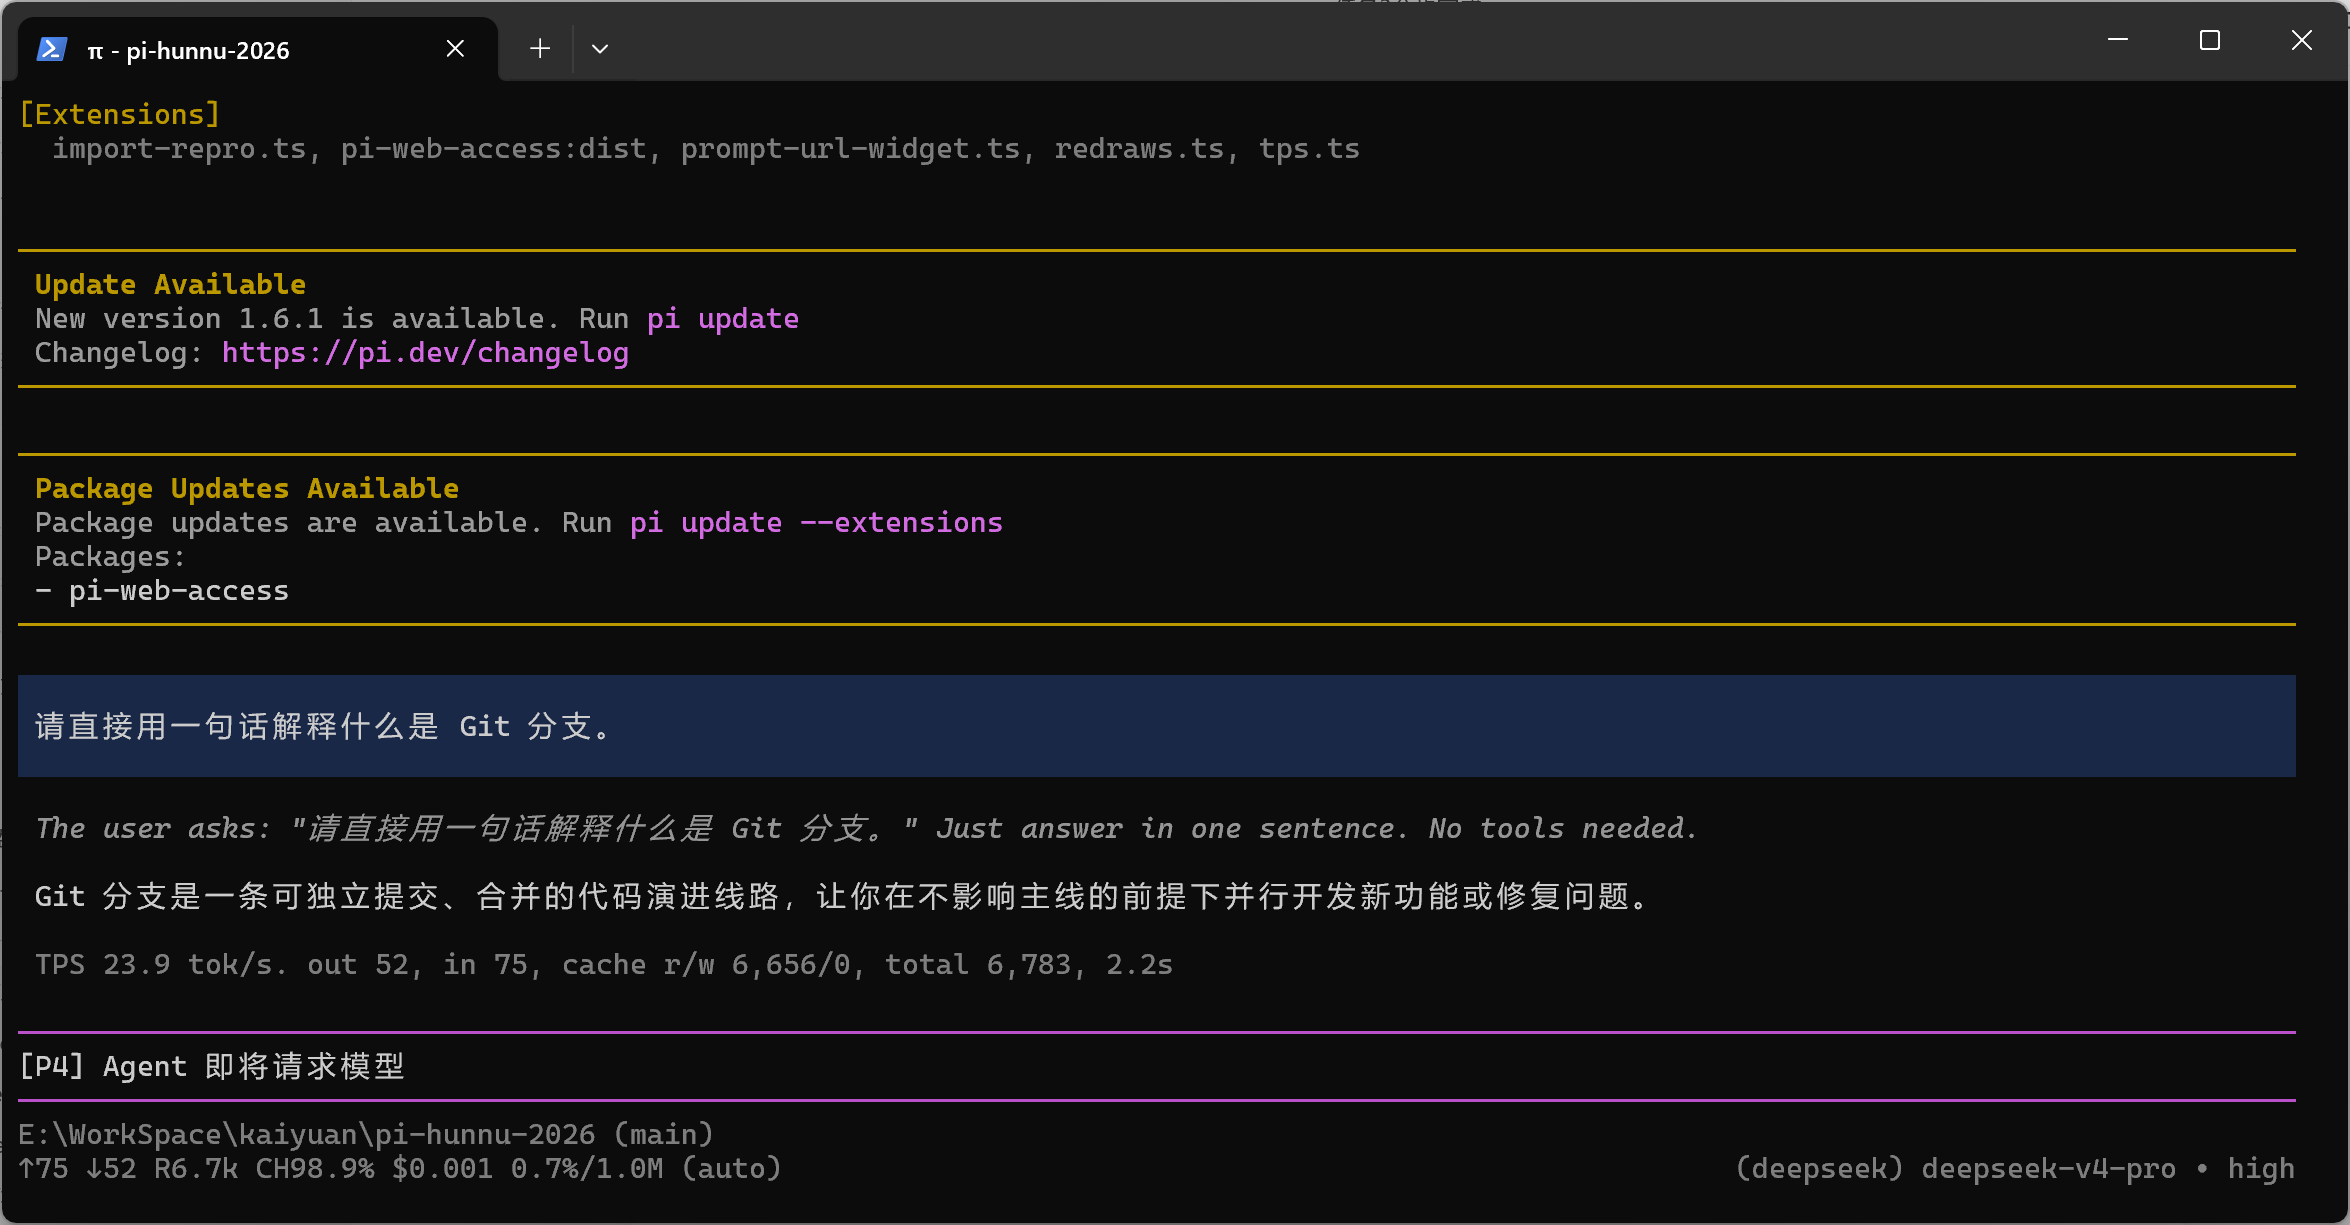 π - pi-hunnu-2026
[Extensions]
import-repro.ts, pi-web-access:dist, prompt-url-widget.ts, redraws.ts, tps.ts
Update Available
New version 1.6.1 is available. Run pi update
Changelog: https://pi.dev/changelog
Package Updates Available
Package updates are available. Run pi update --extensions
Packages:
- pi-web-access
请直接用一句话解释什么是 Git 分支。
The user asks: "请直接用一句话解释什么是 Git 分支。" Just answer in one sentence. No tools needed.
Git 分支是一条可独立提交、合并的代码演进线路，让你在不影响主线的前提下并行开发新功能或修复问题。
TPS 23.9 tok/s. out 52, in 75, cache r/w 6,656/0, total 6,783, 2.2s
[P4] Agent 即将请求模型
E:\WorkSpace\kaiyuan\pi-hunnu-2026 (main)
↑75 ↓52 R6.7k CH98.9% $0.001 0.7%/1.0M (auto) (deepseek) deepseek-v4-pro • high